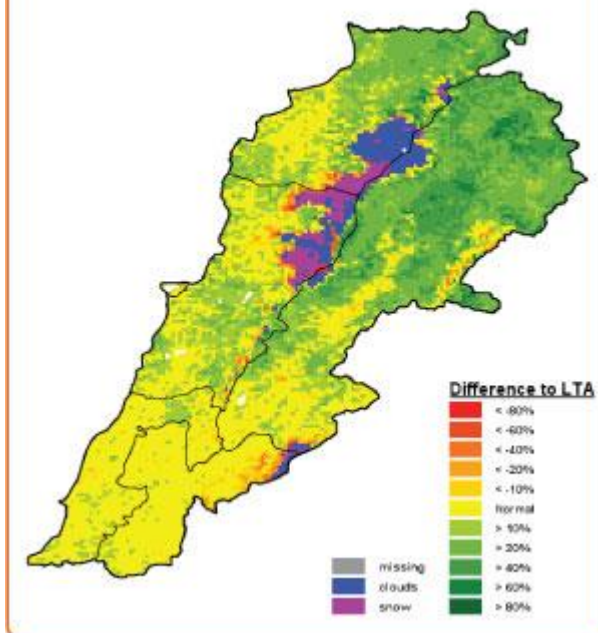 Difference to LTA
< -80%
< -60%
< -40%
< -20%
< -10%
Normal
> 10%
> 20%
> 40%
> 60%
> 80%
missing
clouds
snow